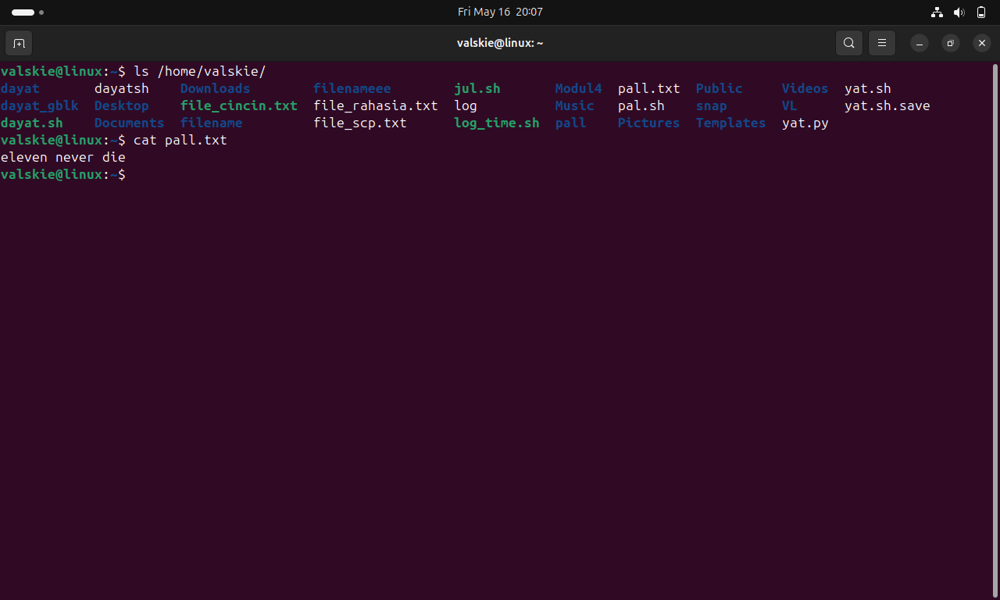 Fri May 16 20:07
valskie@linux: ~
valskie@linux:~$ ls /home/valskie/
dayat dayatsh Downloads filenameee jul.sh Modul4 pall.txt Public Videos yat.sh
dayat_gblk Desktop file_cincin.txt file_rahasia.txt log Music pal.sh snap VL yat.sh.save
dayat.sh Documents filename file_scp.txt log_time.sh pall Pictures Templates yat.py
valskie@linux:~$ cat pall.txt
eleven never die
valskie@linux:~$